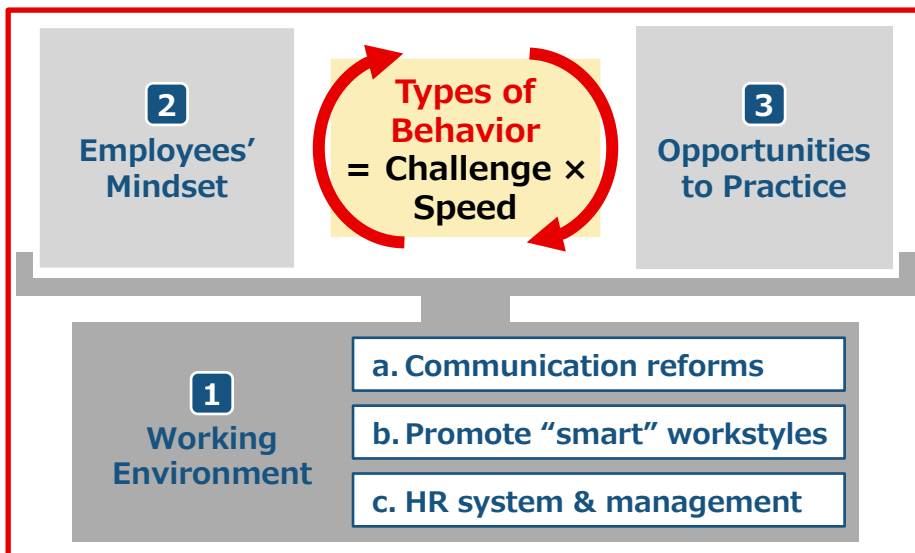 2
Employees’
Mindset
Types of
Behavior
= Challenge ×
Speed
3
Opportunities
to Practice
1
Working
Environment
a. Communication reforms
b. Promote “smart” workstyles
c. HR system & management